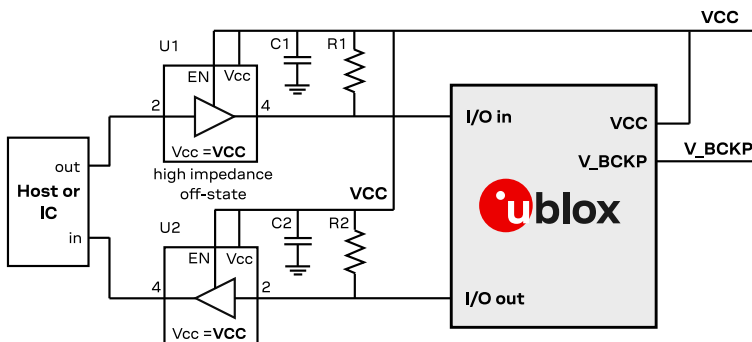 VCC
U1
C1
R1
EN
Vcc
2
4
Vcc =VCC
high impedance
off-state
I/O in
VCC
V_BCKP
V_BCKP
out
Host or
IC
in
ublox
VCC
U2
C2
R2
EN
Vcc
4
2
Vcc =VCC
I/O out